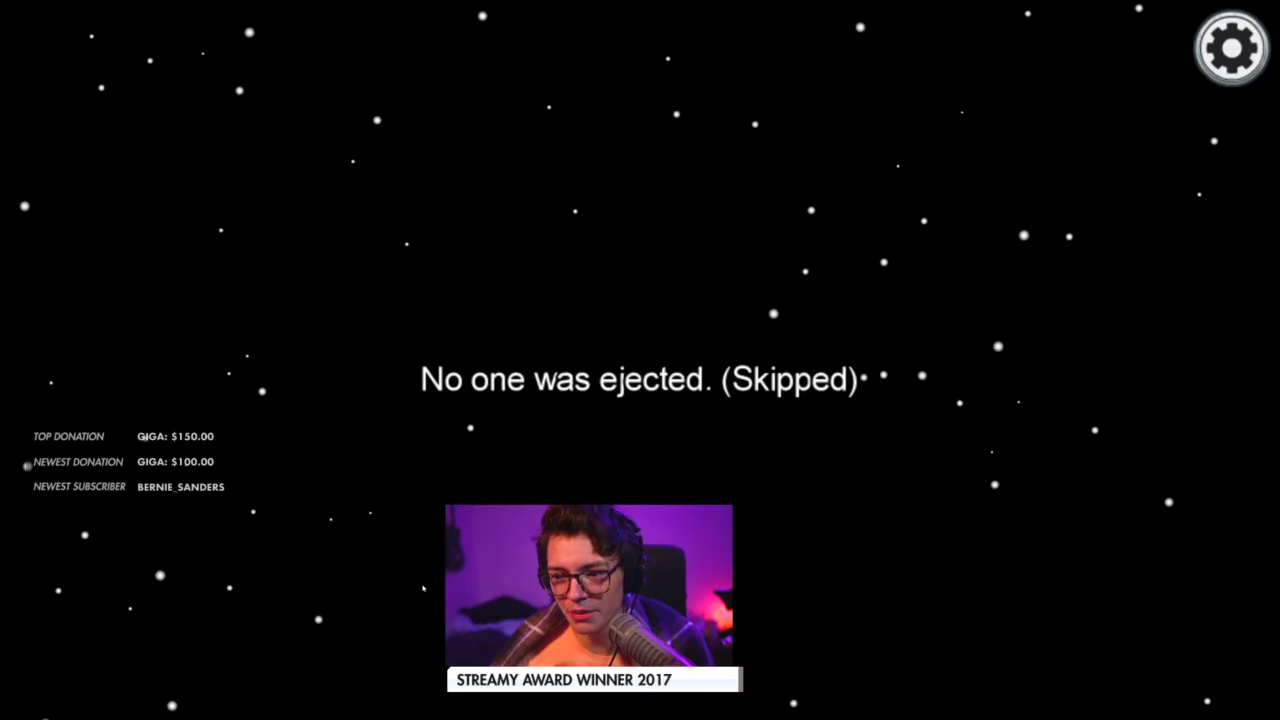 No one was ejected. (Skipped)
TOP DONATION GIGA: $150.00
NEWEST DONATION GIGA: $100.00
NEWEST SUBSCRIBER BERNIE_SANDERS
STREAMY AWARD WINNER 2017